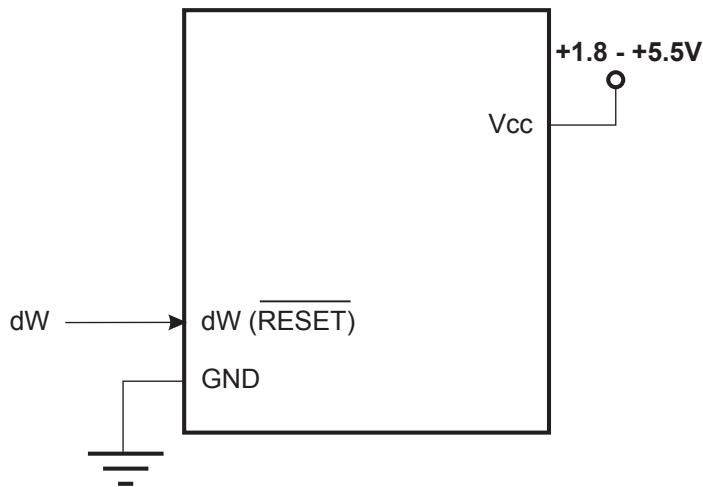 +1.8 - +5.5V
Vcc
dW
dW (RESET)
GND